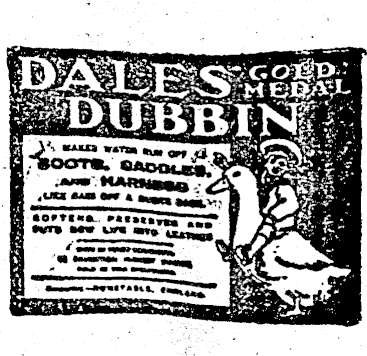 DALES GOLD
MEDAL
DUBBIN
MAKES WATER RUN OFF
BOOTS, SADDLES,
AND HARNESS
LIKE RAIN OFF A DUCKS BACK.
SOFTENS, PRESERVES AND
PUTS NEW LIFE INTO LEATHER
DUNSTABLE, ENGLAND.